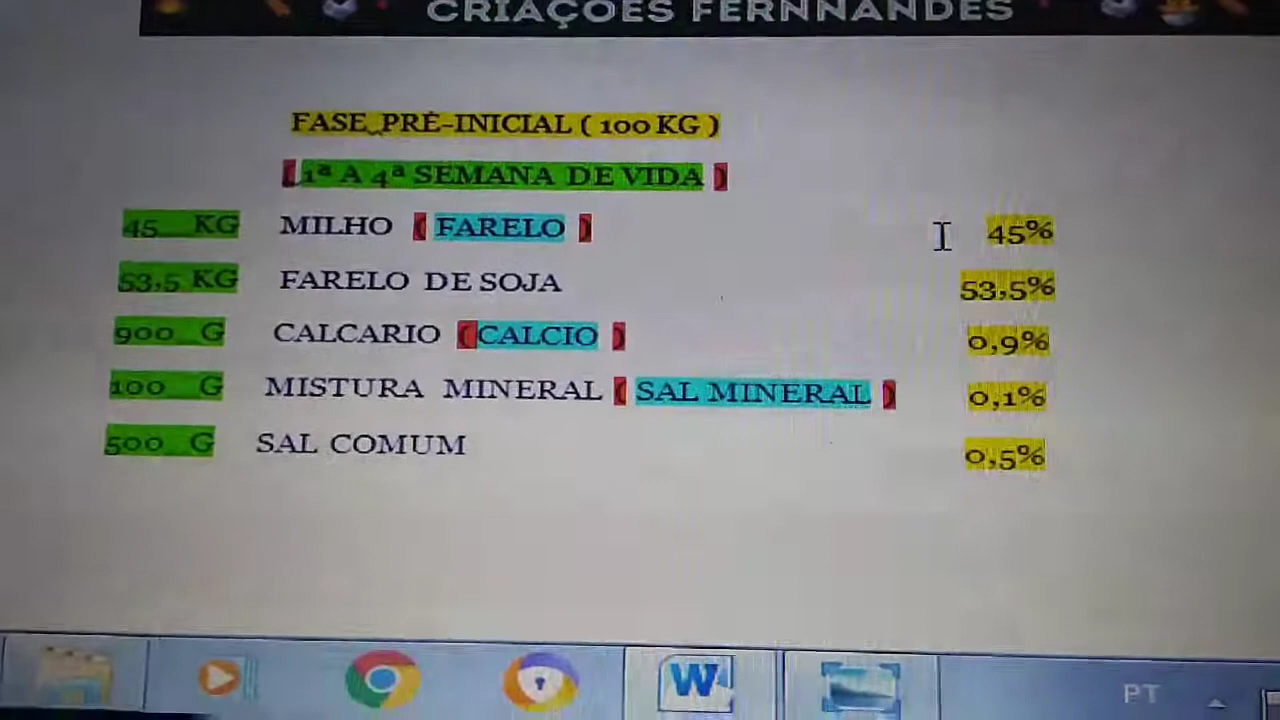 CRIAÇÕES FERNNANDES
FASE PRÉ-INICIAL ( 100 KG )
( 1ª A 4ª SEMANA DE VIDA )
45 KG MILHO ( FARELO ) 45%
53,5 KG FARELO DE SOJA 53,5%
900 G CALCARIO (CALCIO ) 0,9%
100 G MISTURA MINERAL ( SAL MINERAL ) 0,1%
500 G SAL COMUM 0,5%
W
PT